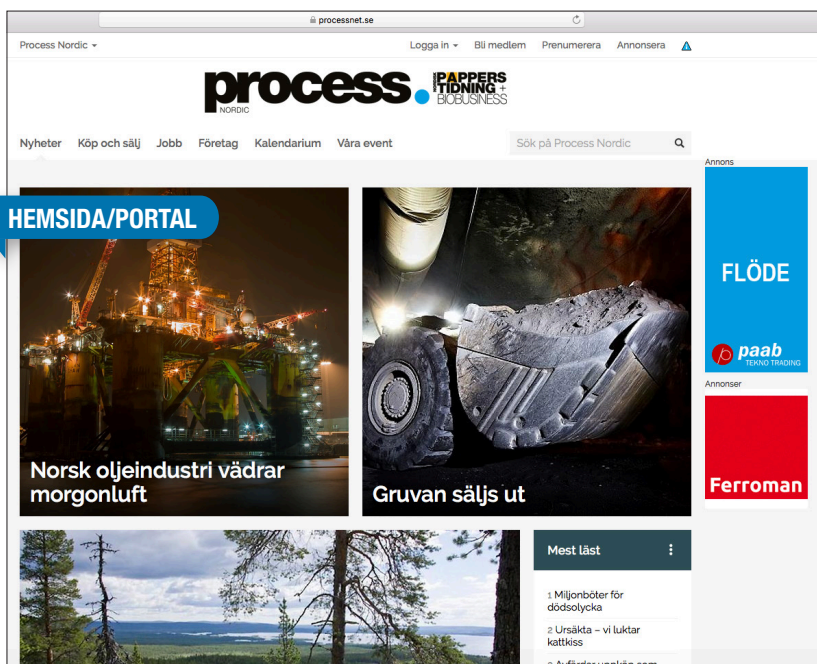 processnet.se
Process Nordic
Logga in
Bli medlem
Prenumerera
Annonsera
process.
NORDIC
PAPPERS
TIDNING +
BIOBUSINESS
Nyheter
Köp och sälj
Jobb
Företag
Kalendarium
Våra event
Sök på Process Nordic
Annons
HEMSIDA/PORTAL
FLÖDE
paab
TEKNO TRADING
Annonser
Ferroman
Norsk oljeindustri vädrar
morgonluft
Gruvan säljs ut
Mest läst
1 Miljonböter för
dödsolycka
2 Ursäkta – vi luktar
kattkiss